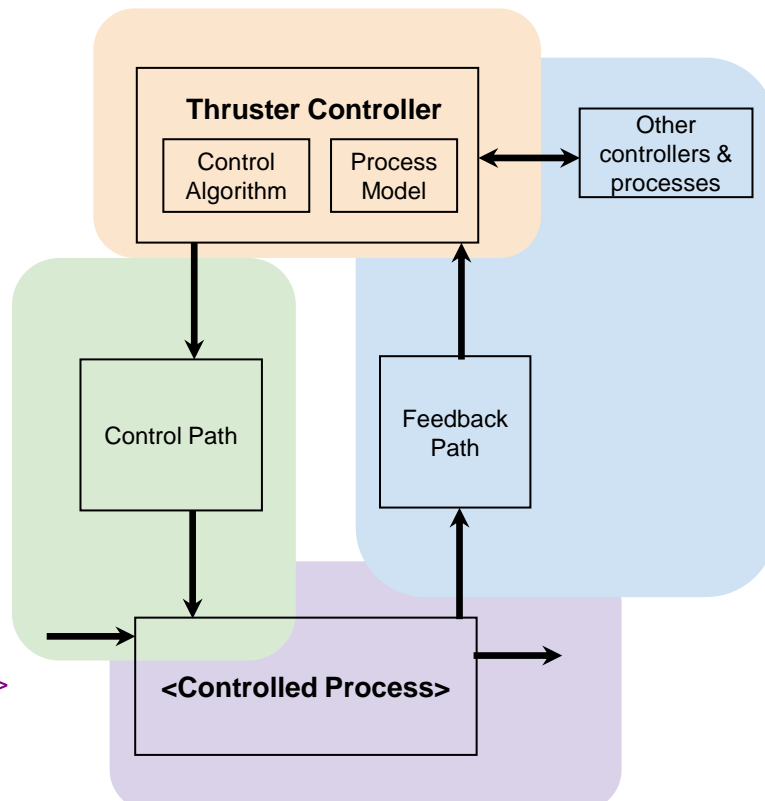 Thruster Controller
Control
Algorithm
Process
Model
Other
controllers &
processes
Control Path
Feedback
Path
>
<Controlled Process>